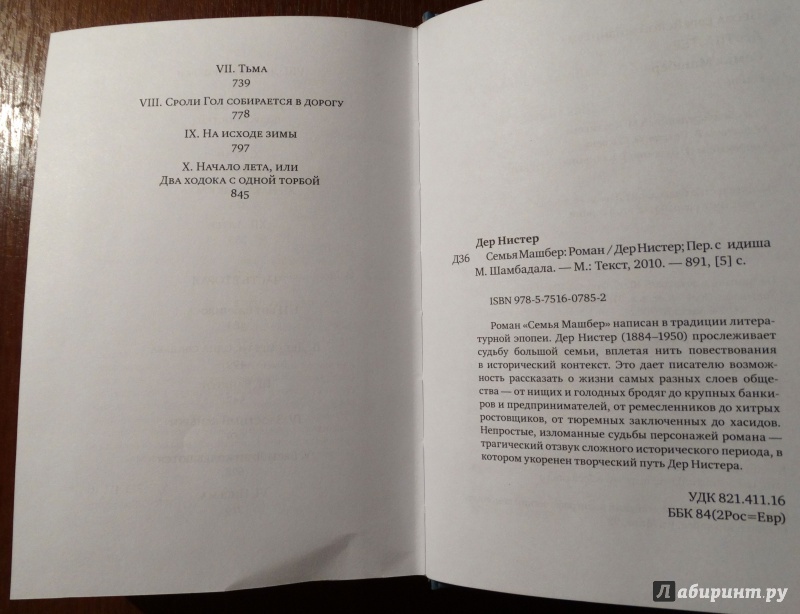 VII. Тьма
739
VIII. Сроли Гол собирается в дорогу
778
IX. На исходе зимы
797
X. Начало лета, или
Два ходока с одной торбой
845
Дер Нистер
Д36 Семья Машбер: Роман / Дер Нистер; Пер. с идиша
М. Шамбадала. — М.: Текст, 2010. — 891, [5] с.
ISBN 978-5-7516-0785-2
Роман «Семья Машбер» написан в традиции литера-
турной эпопеи. Дер Нистер (1884–1950) прослеживает
судьбу большой семьи, вплетая нить повествования
в исторический контекст. Это дает писателю возмож-
ность рассказать о жизни самых разных слоев обще-
ства — от нищих и голодных бродяг до крупных банки-
ров и предпринимателей, от ремесленников до хитрых
ростовщиков, от тюремных заключенных до хасидов.
Непростые, изломанные судьбы персонажей романа —
трагический отзвук сложного исторического периода, в
котором укоренен творческий путь Дер Нистера.
УДК 821.411.16
ББК 84(2Рос=Евр)
Лабиринт.ру